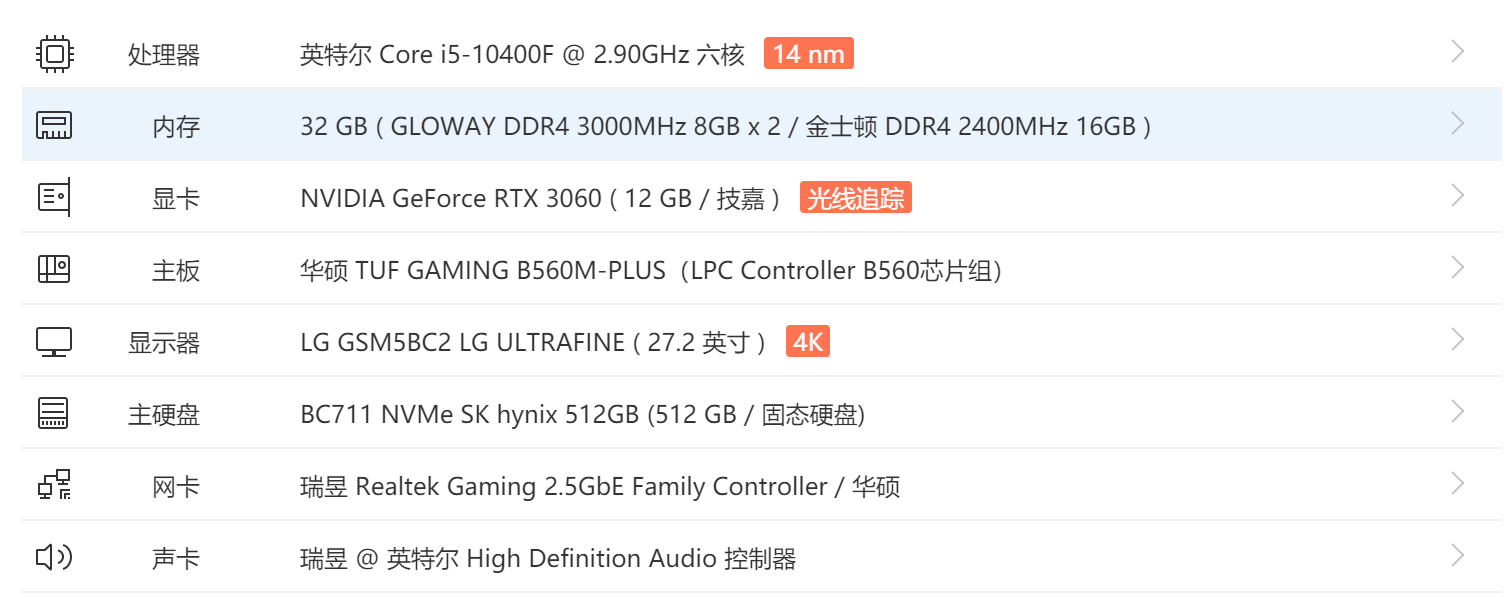 处理器 英特尔 Core i5-10400F @ 2.90GHz 六核 14 nm
内存 32 GB ( GLOWAY DDR4 3000MHz 8GB x 2 / 金士顿 DDR4 2400MHz 16GB )
显卡 NVIDIA GeForce RTX 3060 ( 12 GB / 技嘉 ) 光线追踪
主板 华硕 TUF GAMING B560M-PLUS（LPC Controller B560芯片组）
显示器 LG GSM5BC2 LG ULTRAFINE ( 27.2 英寸 ) 4K
主硬盘 BC711 NVMe SK hynix 512GB (512 GB / 固态硬盘)
网卡 瑞昱 Realtek Gaming 2.5GbE Family Controller / 华硕
声卡 瑞昱 @ 英特尔 High Definition Audio 控制器